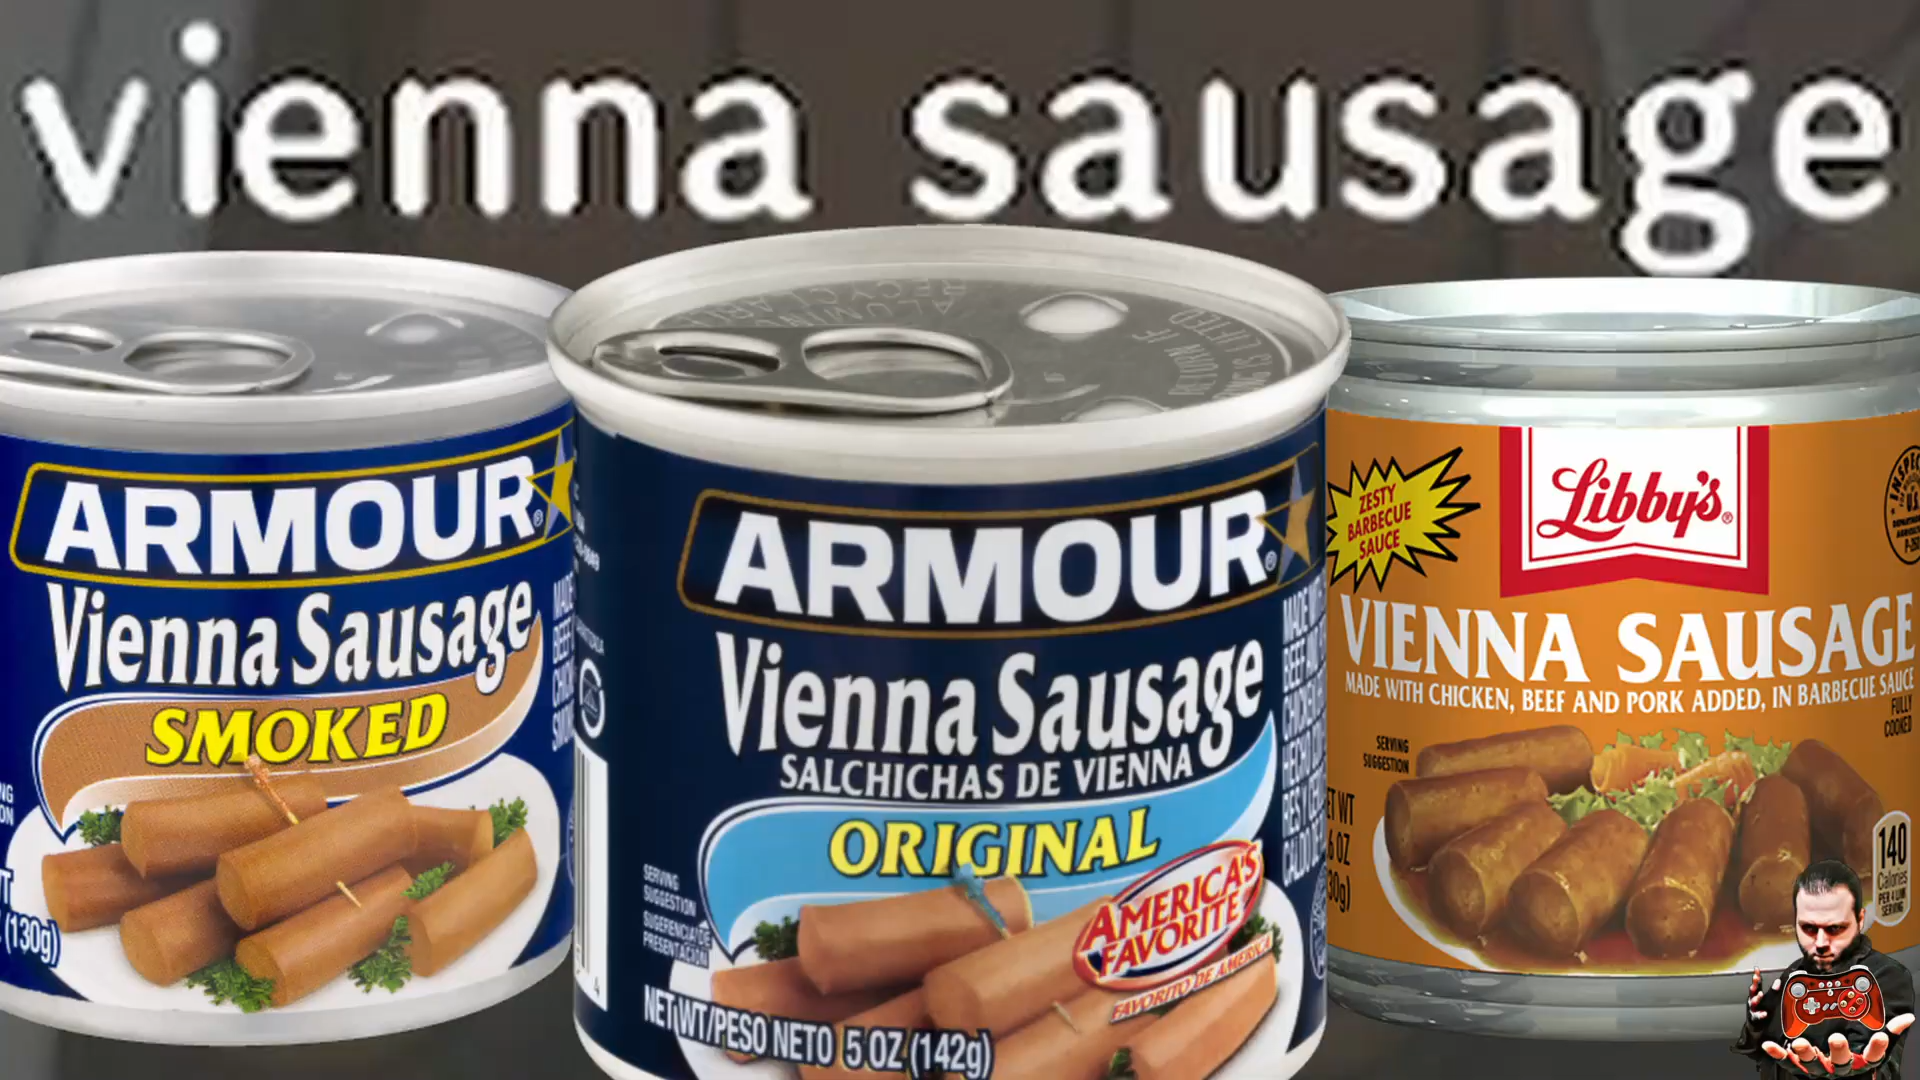 vienna sausage
ARMOUR
Vienna Sausage
SMOKED
(130g)
ARMOUR®
Vienna Sausage
SALCHICHAS DE VIENNA
ORIGINAL
AMERICA'S
FAVORITE
FAVORITO DE AMERICA
SERVING
SUGGESTION
SUGERENCIA DE
PRESENTACIÓN
NET WT/PESO NETO 5 OZ (142g)
ZESTY
BARBECUE
SAUCE
Libby's®
VIENNA SAUSAGE
MADE WITH CHICKEN, BEEF AND PORK ADDED, IN BARBECUE SAUCE
FULLY
COOKED
SERVING
SUGGESTION
140
Calories